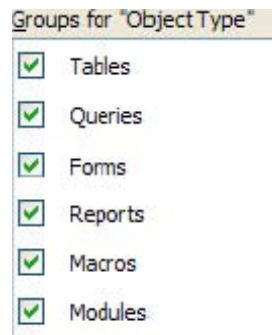 Groups for "Object Type"
Tables
Queries
Forms
Reports
Macros
Modules